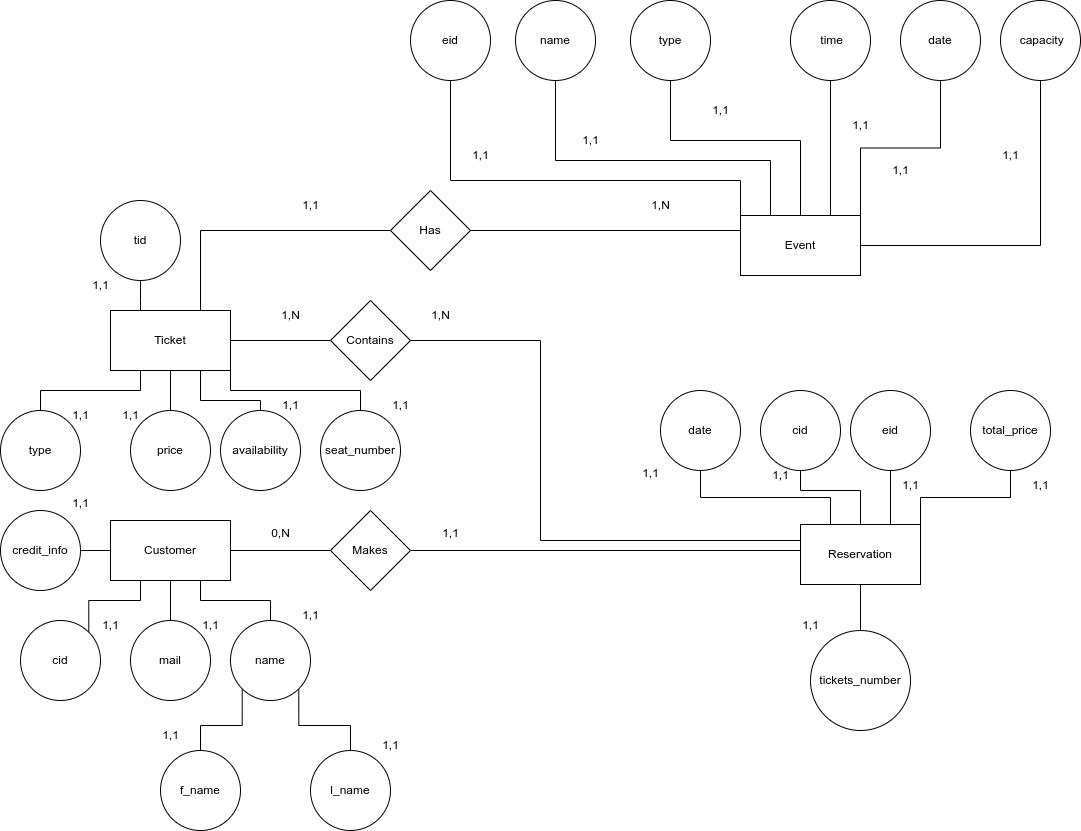 eid
name
type
time
date
capacity
1,1
1,1
1,1
1,1
1,1
1,1
1,1
Has
1,N
Event
tid
1,1
Ticket
1,N
Contains
1,N
type
1,1
1,1
price
1,1
availability
1,1
seat_number
date
cid
eid
total_price
1,1
1,1
1,1
1,1
1,1
credit_info
Customer
0,N
Makes
1,1
Reservation
cid
1,1
mail
1,1
name
1,1
1,1
tickets_number
1,1
f_name
1,1
l_name